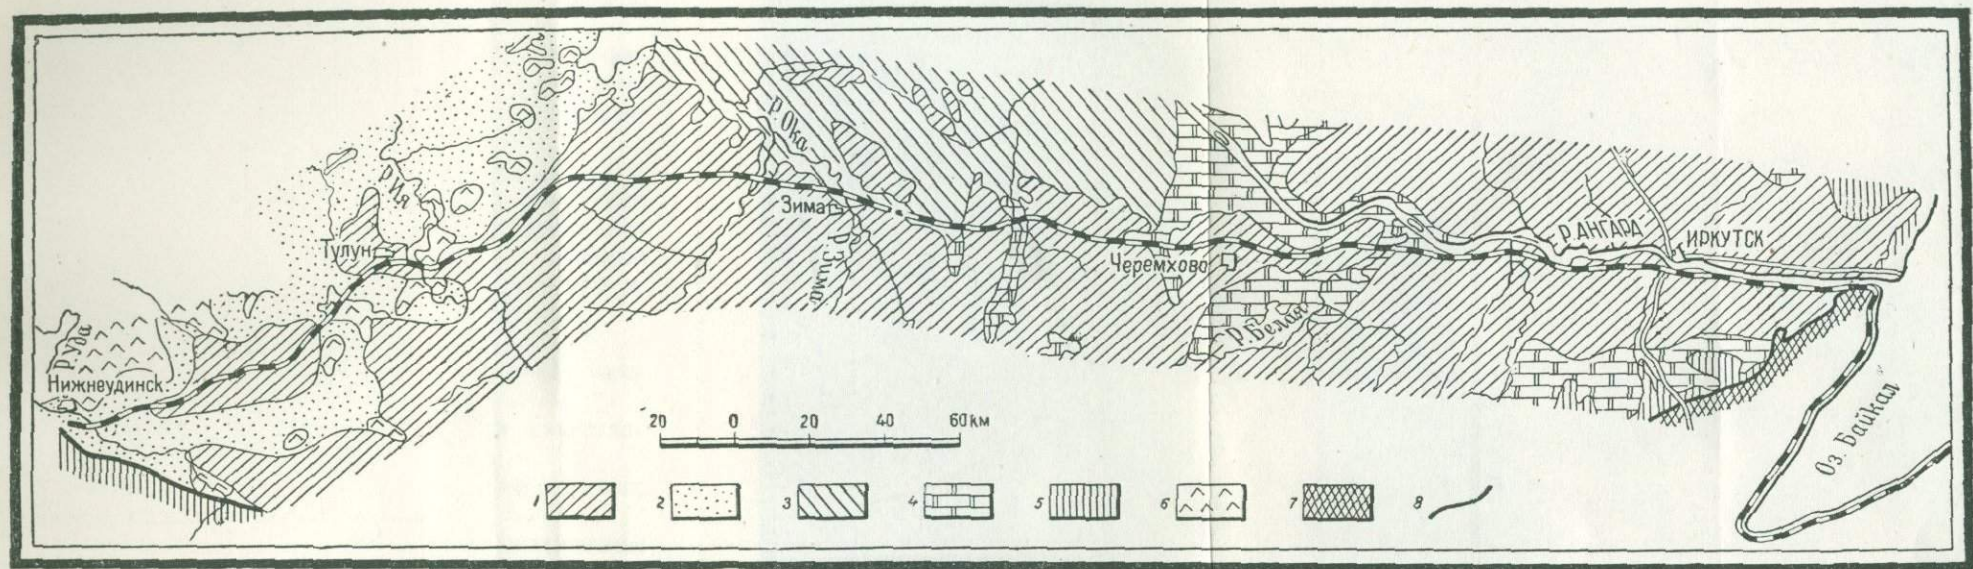 р. Ока
р. Ия
Зима
р. Зима
Тулун
р. АНГАРА
ИРКУТСК
Черемхово
р. Уда
р. Белая
Нижнеудинск
Оз. Байкал
20 0 20 40 60 км
1 2 3 4 5 6 7 8